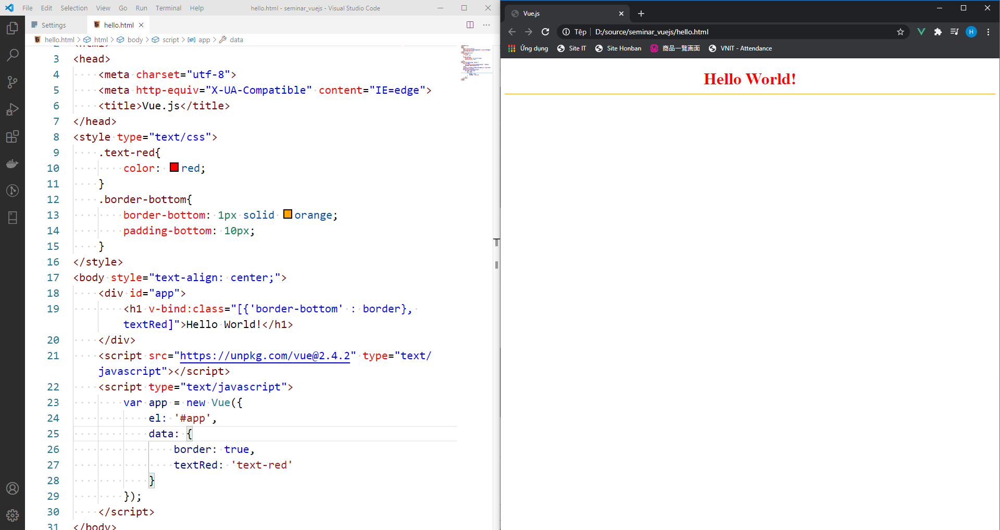 File Edit Selection View Go Run Terminal Help hello.html - seminar_vuejs - Visual Studio Code
Settings hello.html
hello.html > html > body > script > app > data
2 <html>
3 <head>
4 <meta charset="utf-8">
5 <meta http-equiv="X-UA-Compatible" content="IE=edge">
6 <title>Vue.js</title>
7 </head>
8 <style type="text/css">
9 .text-red{
10 color: red;
11 }
12 .border-bottom{
13 border-bottom: 1px solid orange;
14 padding-bottom: 10px;
15 }
16 </style>
17 <body style="text-align: center;">
18 <div id="app">
19 <h1 v-bind:class="[{'border-bottom' : border},
textRed]">Hello World!</h1>
20 </div>
21 <script src="https://unpkg.com/vue@2.4.2" type="text/
javascript"></script>
22 <script type="text/javascript">
23 var app = new Vue({
24 el: '#app',
25 data: {
26 border: true,
27 textRed: 'text-red'
28 }
29 });
30 </script>
31 </body>
Vue.js
Tệp D:/source/seminar_vuejs/hello.html H
Ứng dụng Site IT Site Honban 商品一覧画面 VNIT - Attendance
Hello World!